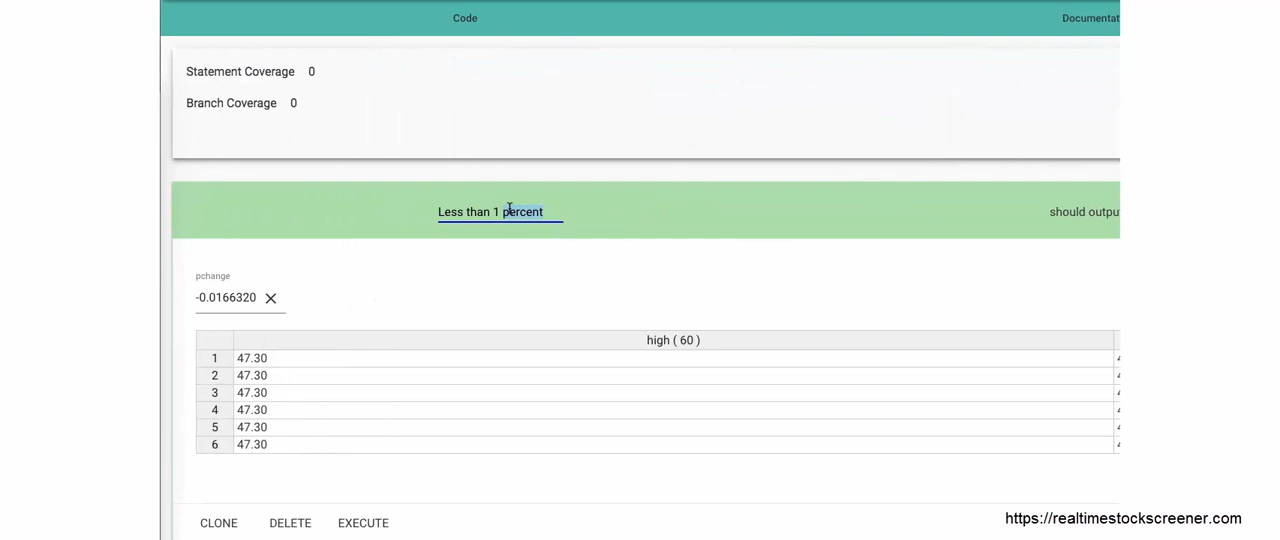 Code Documentat
Statement Coverage 0
Branch Coverage 0
Less than 1 percent should outpu
pchange
-0.0166320
high ( 60 )
1 47.30
2 47.30
3 47.30
4 47.30
5 47.30
6 47.30
CLONE DELETE EXECUTE
https://realtimestockscreener.com